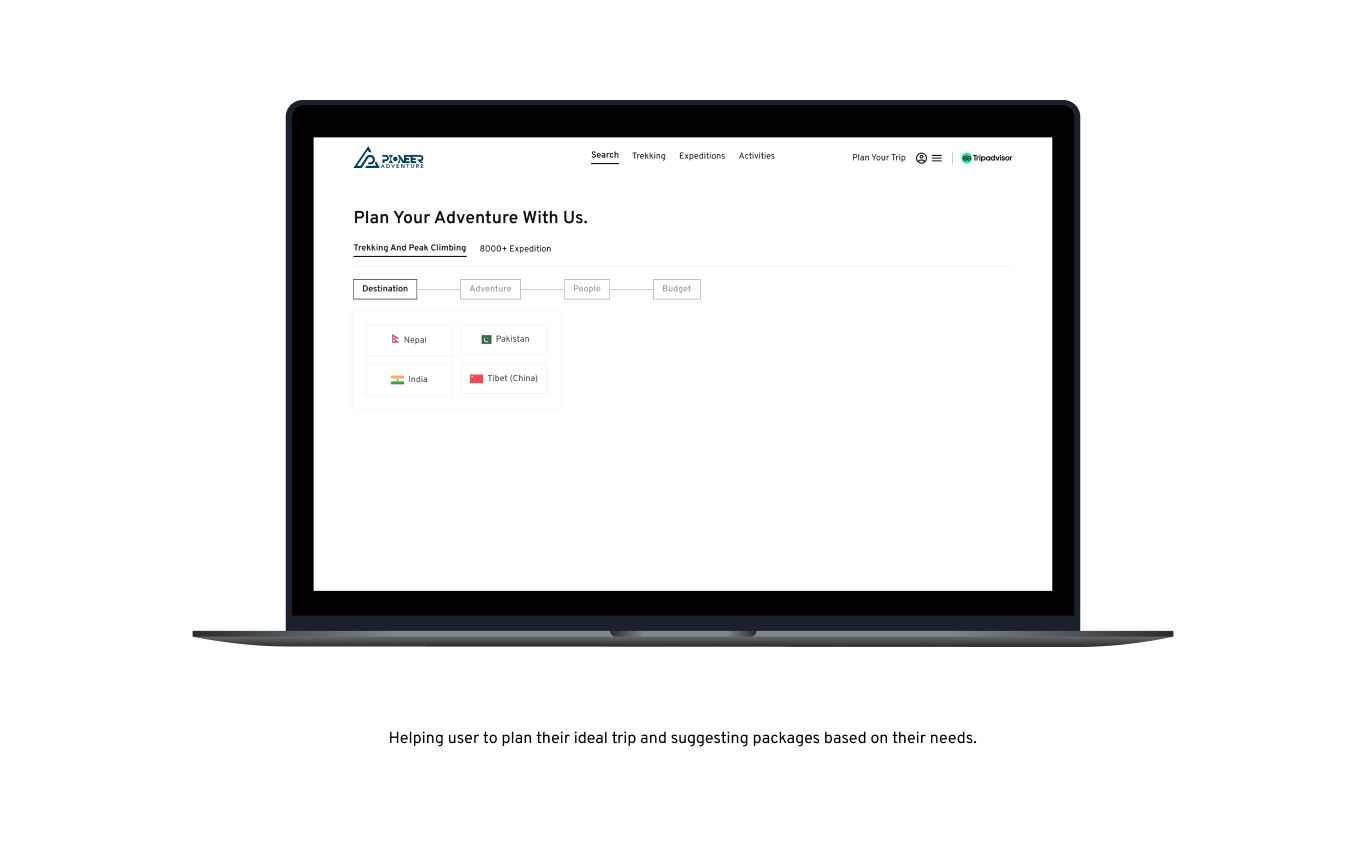 PIONEER
ADVENTURE
Search Trekking Expeditions Activities
Plan Your Trip Tripadvisor
Plan Your Adventure With Us.
Trekking And Peak Climbing 8000+ Expedition
Destination Adventure People Budget
Nepal Pakistan
India Tibet (China)
Helping user to plan their ideal trip and suggesting packages based on their needs.